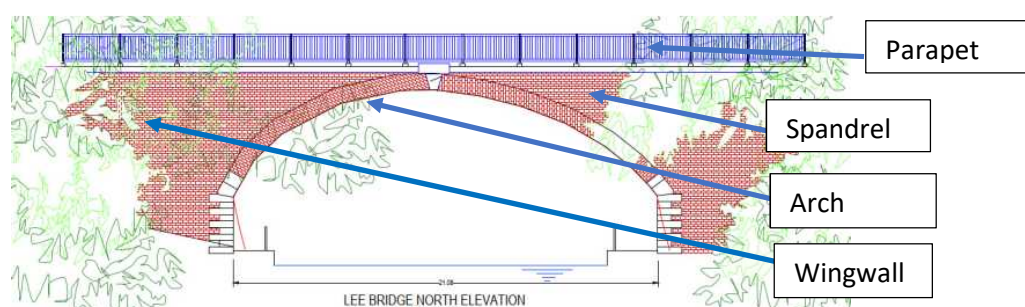 Parapet
Spandrel
Arch
Wingwall
21.08
LEE BRIDGE NORTH ELEVATION